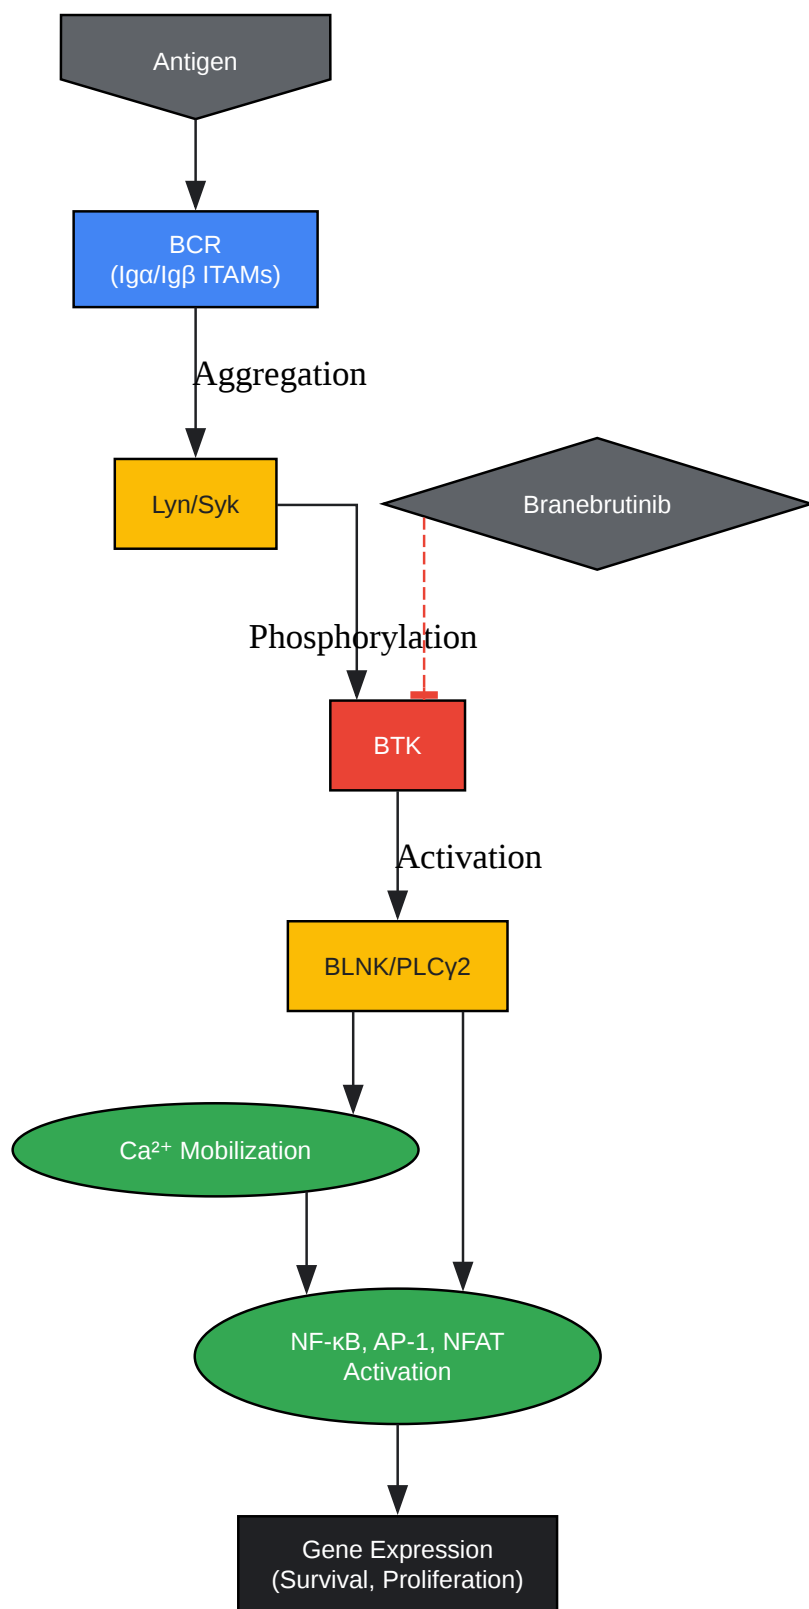 Antigen
BCR
(Igα/Igβ ITAMs)
Aggregation
Lyn/Syk
Branebrutinib
Phosphorylation
BTK
Activation
BLNK/PLCγ2
Ca²⁺ Mobilization
NF-κB, AP-1, NFAT
Activation
Gene Expression
(Survival, Proliferation)